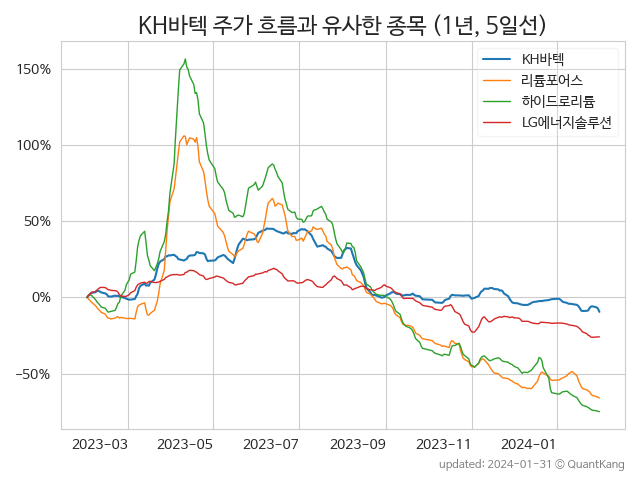 KH바텍 주가 흐름과 유사한 종목 (1년, 5일선)
KH바텍
리튬포어스
하이드로리튬
LG에너지솔루션
150%
100%
50%
0%
−50%
2023-03
2023-05
2023-07
2023-09
2023-11
2024-01
updated: 2024-01-31 © QuantKang